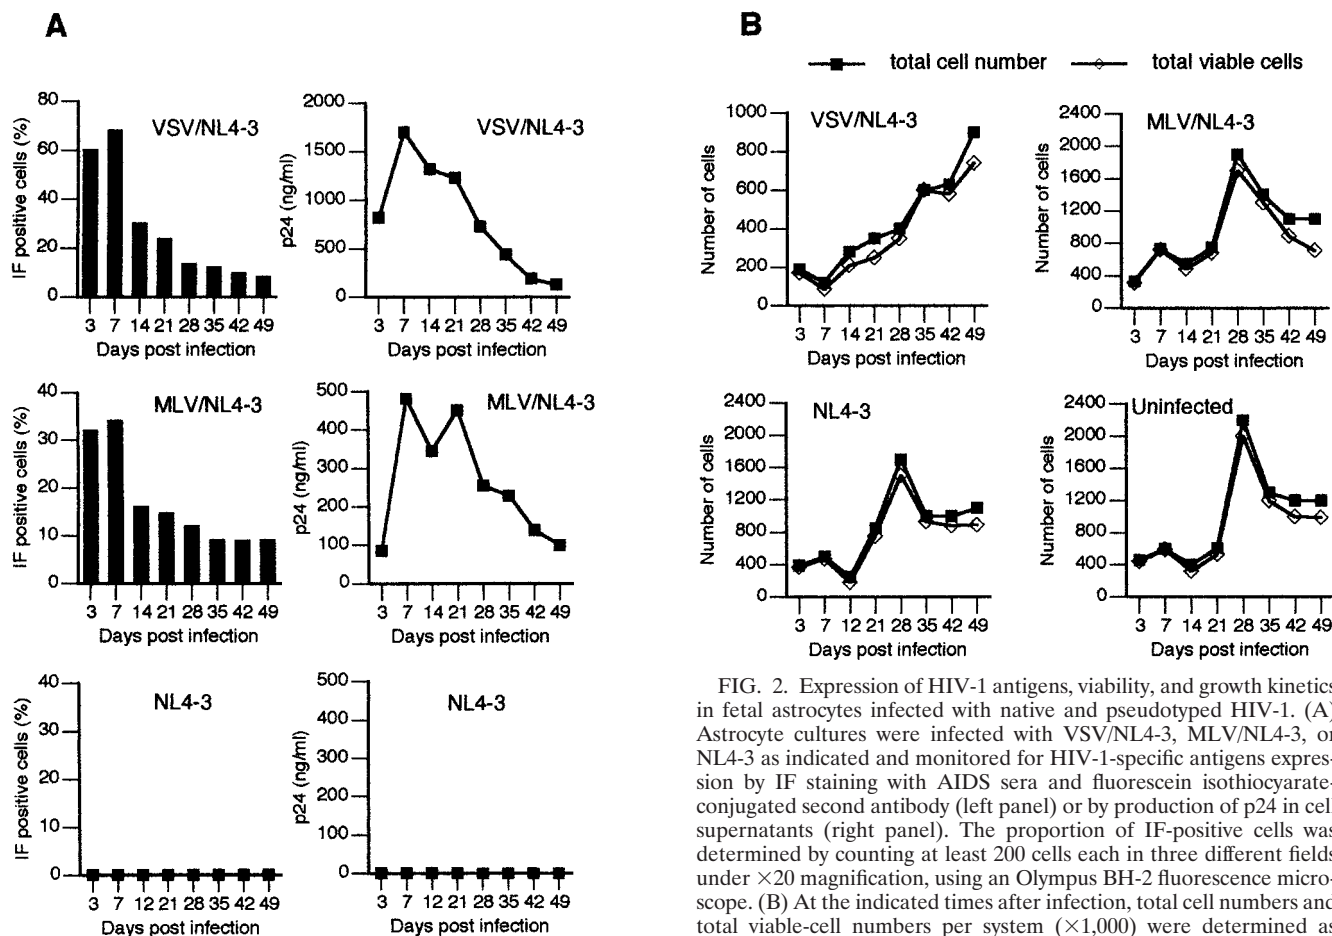 A
80
60
40
20
0
IF positive cells (%)
VSV/NL4-3
3 7 14 21 28 35 42 49
Days post infection
2000
1500
1000
500
0
p24 (ng/ml)
VSV/NL4-3
3 7 14 21 28 35 42 49
Days post infection
40
30
20
10
0
IF positive cells (%)
MLV/NL4-3
3 7 14 21 28 35 42 49
Days post infection
500
400
300
200
100
0
p24 (ng/ml)
MLV/NL4-3
3 7 14 21 28 35 42 49
Days post infection
40
30
20
10
0
IF positive cells (%)
NL4-3
3 7 12 21 28 35 42 49
Days post infection
500
400
300
200
100
0
p24 (ng/ml)
NL4-3
3 7 12 21 28 35 42 49
Days post infection
B
total cell number total viable cells
1000
800
600
400
200
0
Number of cells
VSV/NL4-3
3 7 14 21 28 35 42 49
Days post infection
2400
2000
1600
1200
800
400
0
Number of cells
MLV/NL4-3
3 7 14 21 28 35 42 49
Days post infection
2400
2000
1600
1200
800
400
0
Number of cells
NL4-3
3 7 12 21 28 35 42 49
Days post infection
2400
2000
1600
1200
800
400
0
Number of cells
Uninfected
3 7 14 21 28 35 42 49
Days post infection
FIG. 2. Expression of HIV-1 antigens, viability, and growth kinetics
in fetal astrocytes infected with native and pseudotyped HIV-1. (A)
Astrocyte cultures were infected with VSV/NL4-3, MLV/NL4-3, or
NL4-3 as indicated and monitored for HIV-1-specific antigens expres-
sion by IF staining with AIDS sera and fluorescein isothiocyarate-
conjugated second antibody (left panel) or by production of p24 in cell
supernatants (right panel). The proportion of IF-positive cells was
determined by counting at least 200 cells each in three different fields
under ×20 magnification, using an Olympus BH-2 fluorescence micro-
scope. (B) At the indicated times after infection, total cell numbers and
total viable-cell numbers per system (×1,000) were determined as